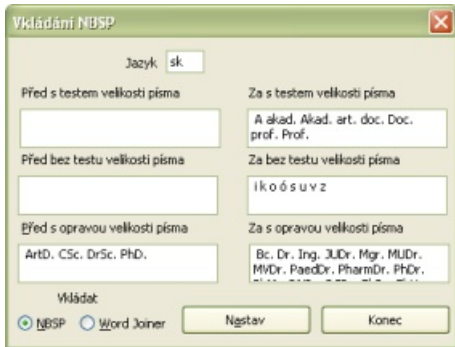 Vkládání NBSP
Jazyk sk
Před s testem velikosti písma
Za s testem velikosti písma
A akad. Akad. art. doc. Doc.
prof. Prof.
Před bez testu velikosti písma
Za bez testu velikosti písma
i k o ó s u v z
Před s opravou velikosti písma
Za s opravou velikosti písma
ArtD. CSc. DrSc. PhD.
Bc. Dr. Ing. JUDr. Mgr. MUDr.
MVDr. PaedDr. PharmDr. PhDr.
Vkládat
NBSP Word Joiner
Nastav
Konec